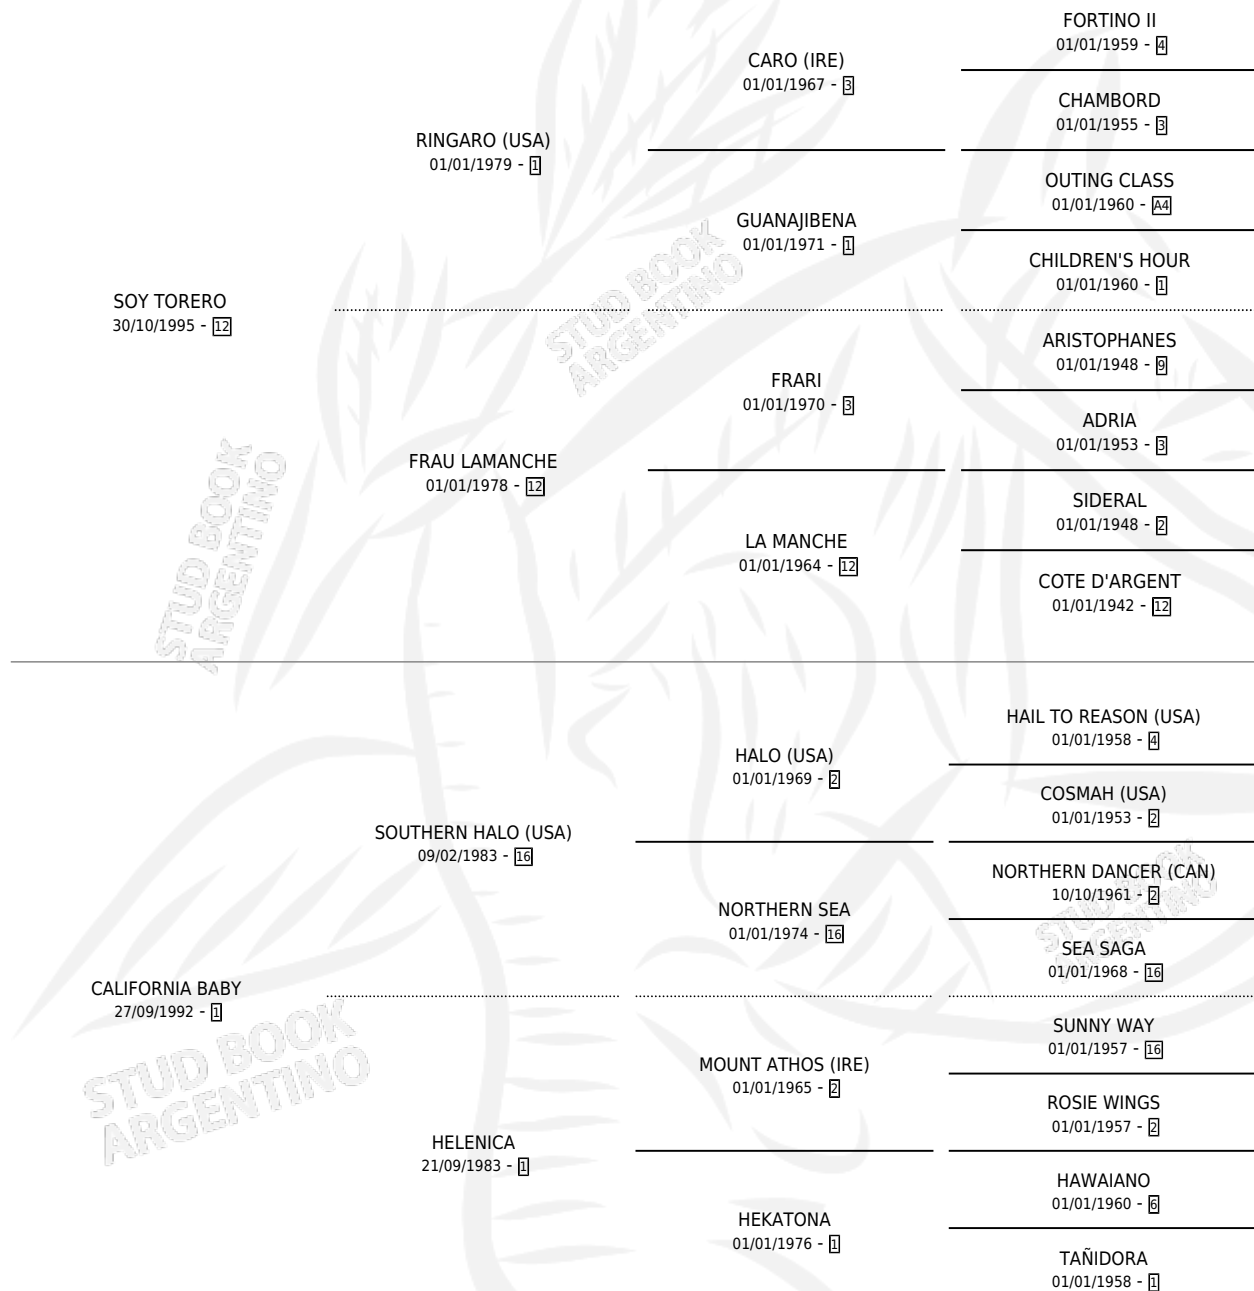 FORTINO II
01/01/1959 - 4
CARO (IRE)
01/01/1967 - 3
CHAMBORD
01/01/1955 - 3
RINGARO (USA)
01/01/1979 - 1
OUTING CLASS
01/01/1960 - A4
GUANAJIBENA
01/01/1971 - 1
CHILDREN'S HOUR
01/01/1960 - 1
SOY TORERO
30/10/1995 - 12
STUD BOOK
ARGENTINO
ARISTOPHANES
01/01/1948 - 9
FRARI
01/01/1970 - 3
ADRIA
01/01/1953 - 3
FRAU LAMANCHE
01/01/1978 - 12
SIDERAL
01/01/1948 - 2
LA MANCHE
01/01/1964 - 12
COTE D'ARGENT
01/01/1942 - 12
STUD BOOK
ARGENTINO
HAIL TO REASON (USA)
01/01/1958 - 4
HALO (USA)
01/01/1969 - 2
COSMAH (USA)
01/01/1953 - 2
SOUTHERN HALO (USA)
09/02/1983 - 16
NORTHERN DANCER (CAN)
10/10/1961 - 2
NORTHERN SEA
01/01/1974 - 16
SEA SAGA
01/01/1968 - 16
STUD BOOK
ARGENTINO
CALIFORNIA BABY
27/09/1992 - 1
STUD BOOK
ARGENTINO
SUNNY WAY
01/01/1957 - 16
MOUNT ATHOS (IRE)
01/01/1965 - 2
ROSIE WINGS
01/01/1957 - 2
HELENICA
21/09/1983 - 1
HAWAIANO
01/01/1960 - 6
HEKATONA
01/01/1976 - 1
TAÑIDORA
01/01/1958 - 1